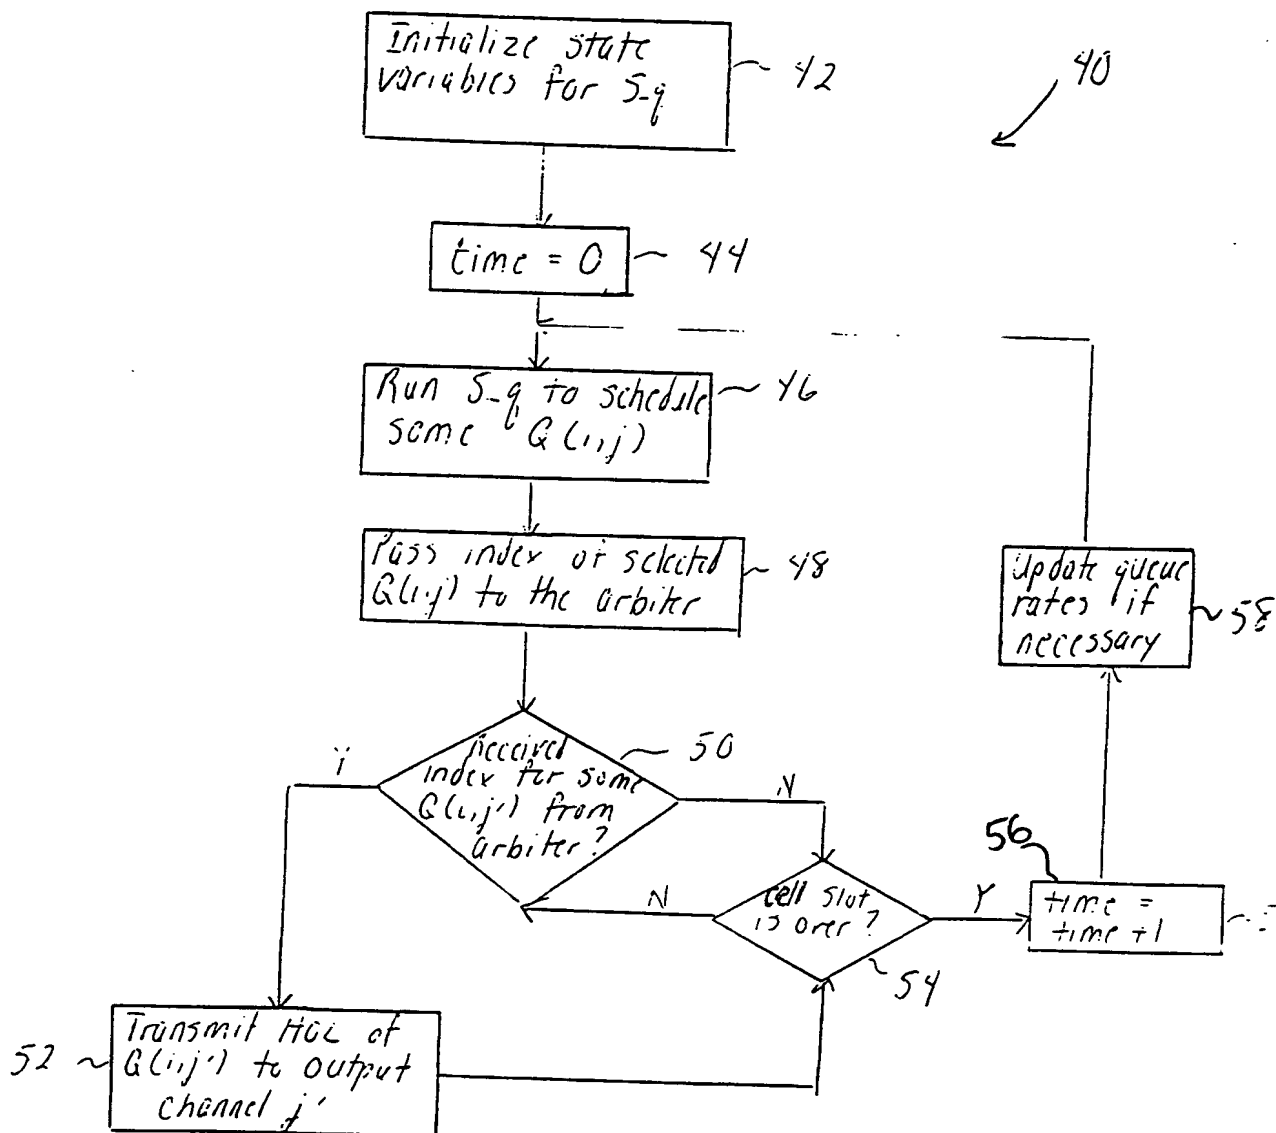 Initialize state
variables for S-q
42
40
time = 0
44
Run S-q to schedule
some Q(i,j)
46
Pass index of selected
Q(i,j) to the arbiter
48
Update queue
rates if
necessary
58
Received
index for some
Q(i,j') from
arbiter?
50
Y
N
cell slot
is over?
54
N
Y
56
time =
time +1
Transmit HOL of
Q(i,j') to output
channel j'
52